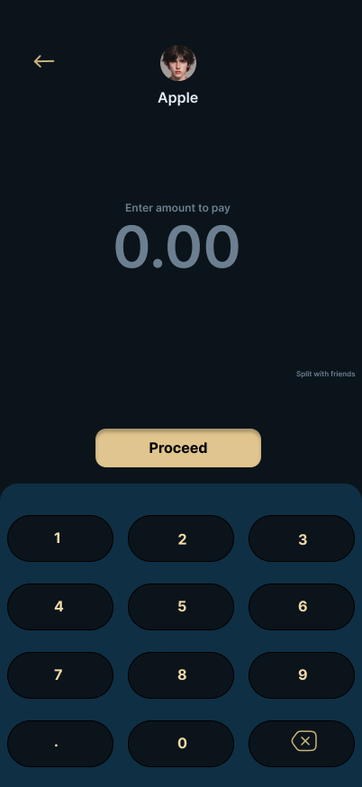 Apple
Enter amount to pay
0.00
Split with friends
Proceed
1 2 3
4 5 6
7 8 9
. 0